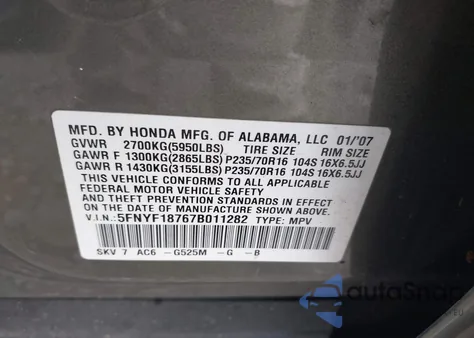 MFD. BY HONDA MFG. OF ALABAMA, LLC 01/'07
GVWR 2700KG(5950LBS) TIRE SIZE RIM SIZE
GAWR F 1300KG(2865LBS) P235/70R16 104S 16X6.5JJ
GAWR R 1430KG(3155LBS) P235/70R16 104S 16X6.5JJ
THIS VEHICLE CONFORMS TO ALL APPLICABLE
FEDERAL MOTOR VEHICLE SAFETY
AND THEFT PREVENTION STANDARDS IN EFFECT
ON THE DATE OF MANUFACTURE SHOWN ABOVE.
V.I.N.: 5FNYF18767B011282 TYPE: MPV
SKV 7 AC6 -G525M -G -B
autoSnap